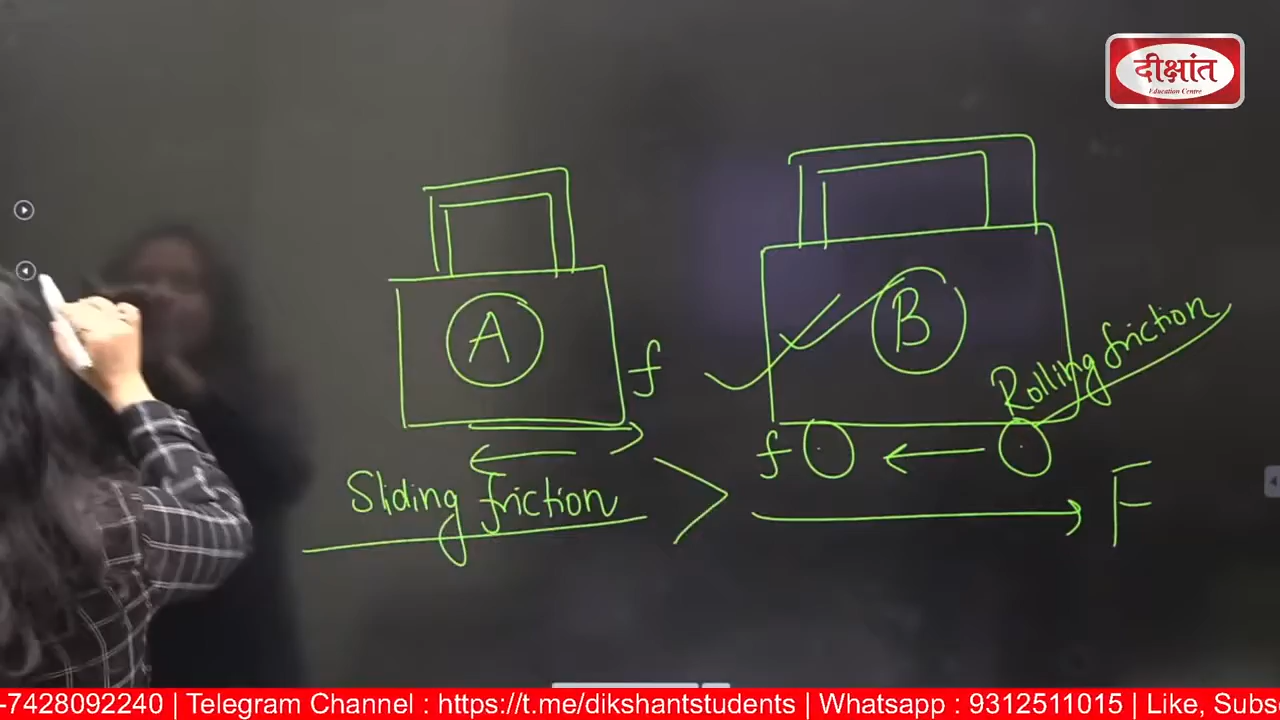 दीक्षांत
Education Centre
A
f
B
Rolling friction
f
Sliding friction
>
F
-7428092240 | Telegram Channel : https://t.me/dikshantstudents | Whatsapp : 9312511015 | Like, Subs